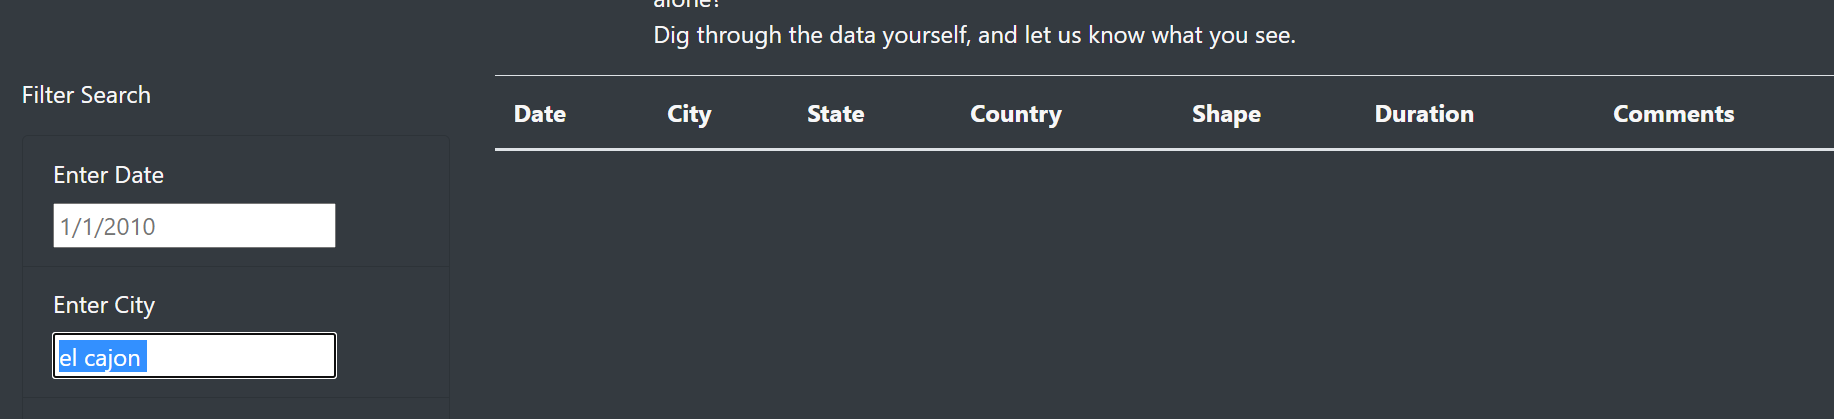 alone?
Dig through the data yourself, and let us know what you see.
Filter Search
Date City State Country Shape Duration Comments
Enter Date
1/1/2010
Enter City
el cajon